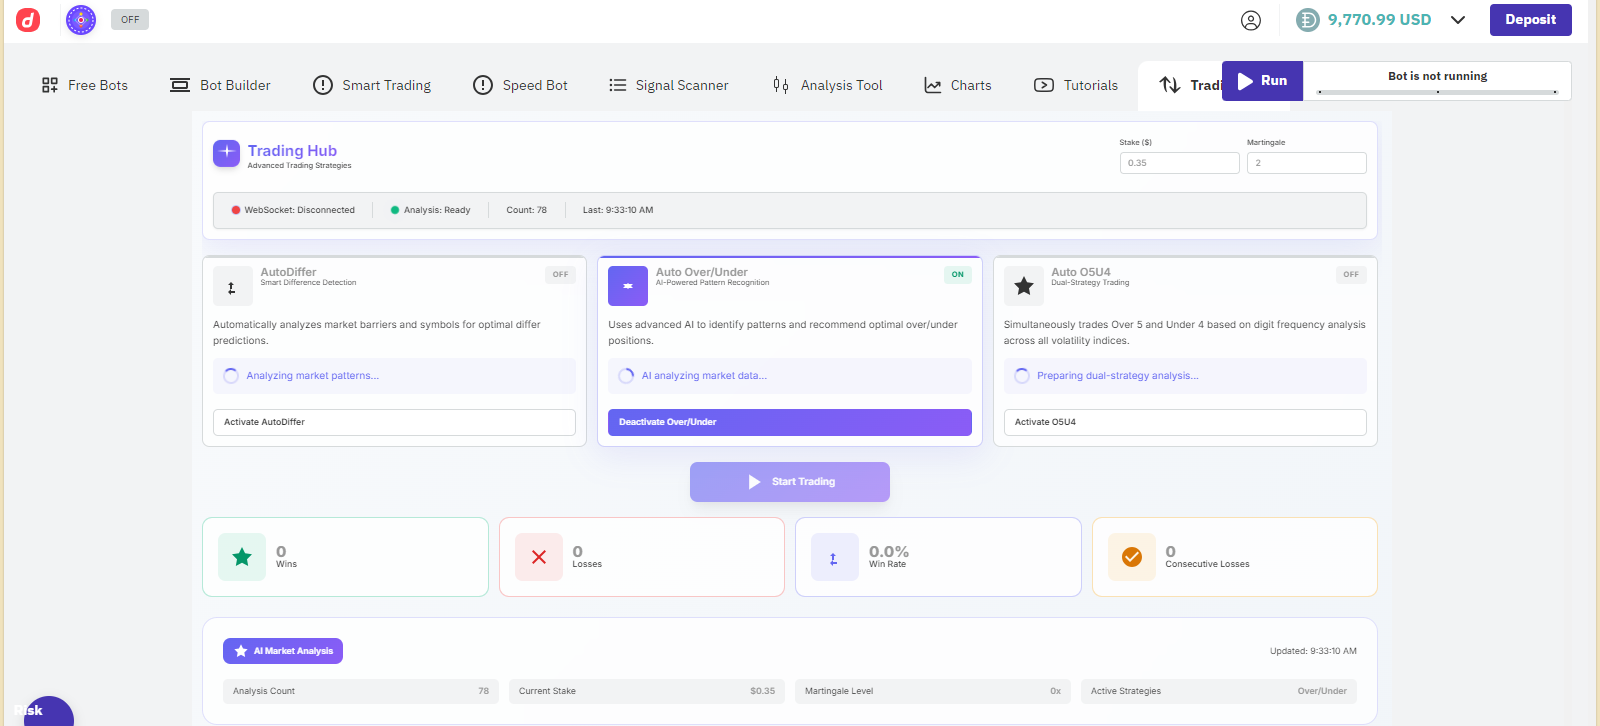 d
OFF
9,770.99 USD
Deposit
Free Bots
Bot Builder
Smart Trading
Speed Bot
Signal Scanner
Analysis Tool
Charts
Tutorials
Tradi
Run
Bot is not running
Trading Hub
Advanced Trading Strategies
Stake ($)
Martingale
0.35
2
WebSocket: Disconnected
Analysis: Ready
Count: 78
Last: 9:33:10 AM
AutoDiffer
Smart Difference Detection
OFF
Automatically analyzes market barriers and symbols for optimal differ
predictions.
Analyzing market patterns...
Activate AutoDiffer
Auto Over/Under
AI-Powered Pattern Recognition
ON
Uses advanced AI to identify patterns and recommend optimal over/under
positions.
AI analyzing market data...
Deactivate Over/Under
Auto O5U4
Dual-Strategy Trading
OFF
Simultaneously trades Over 5 and Under 4 based on digit frequency analysis
across all volatility indices.
Preparing dual-strategy analysis...
Activate O5U4
Start Trading
0
Wins
0
Losses
0.0%
Win Rate
0
Consecutive Losses
AI Market Analysis
Updated: 9:33:10 AM
Analysis Count 78
Current Stake $0.35
Martingale Level 0x
Active Strategies Over/Under
Risk